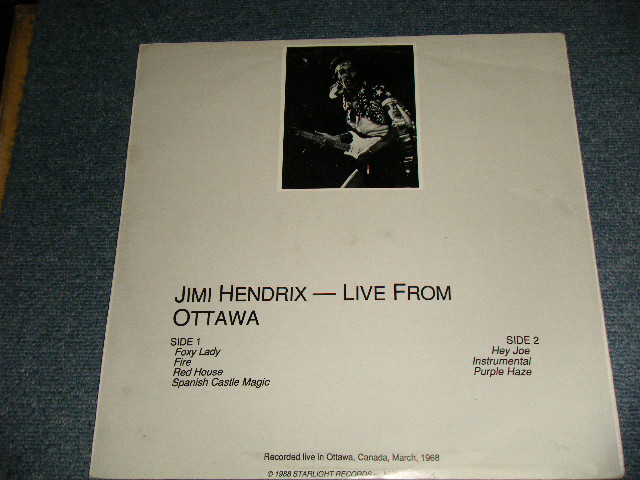 JIMI HENDRIX — LIVE FROM
OTTAWA
SIDE 1
Foxy Lady
Fire
Red House
Spanish Castle Magic
SIDE 2
Hey Joe
Instrumental
Purple Haze
Recorded live in Ottawa, Canada, March, 1968
© 1988 STARLIGHT RECORDS